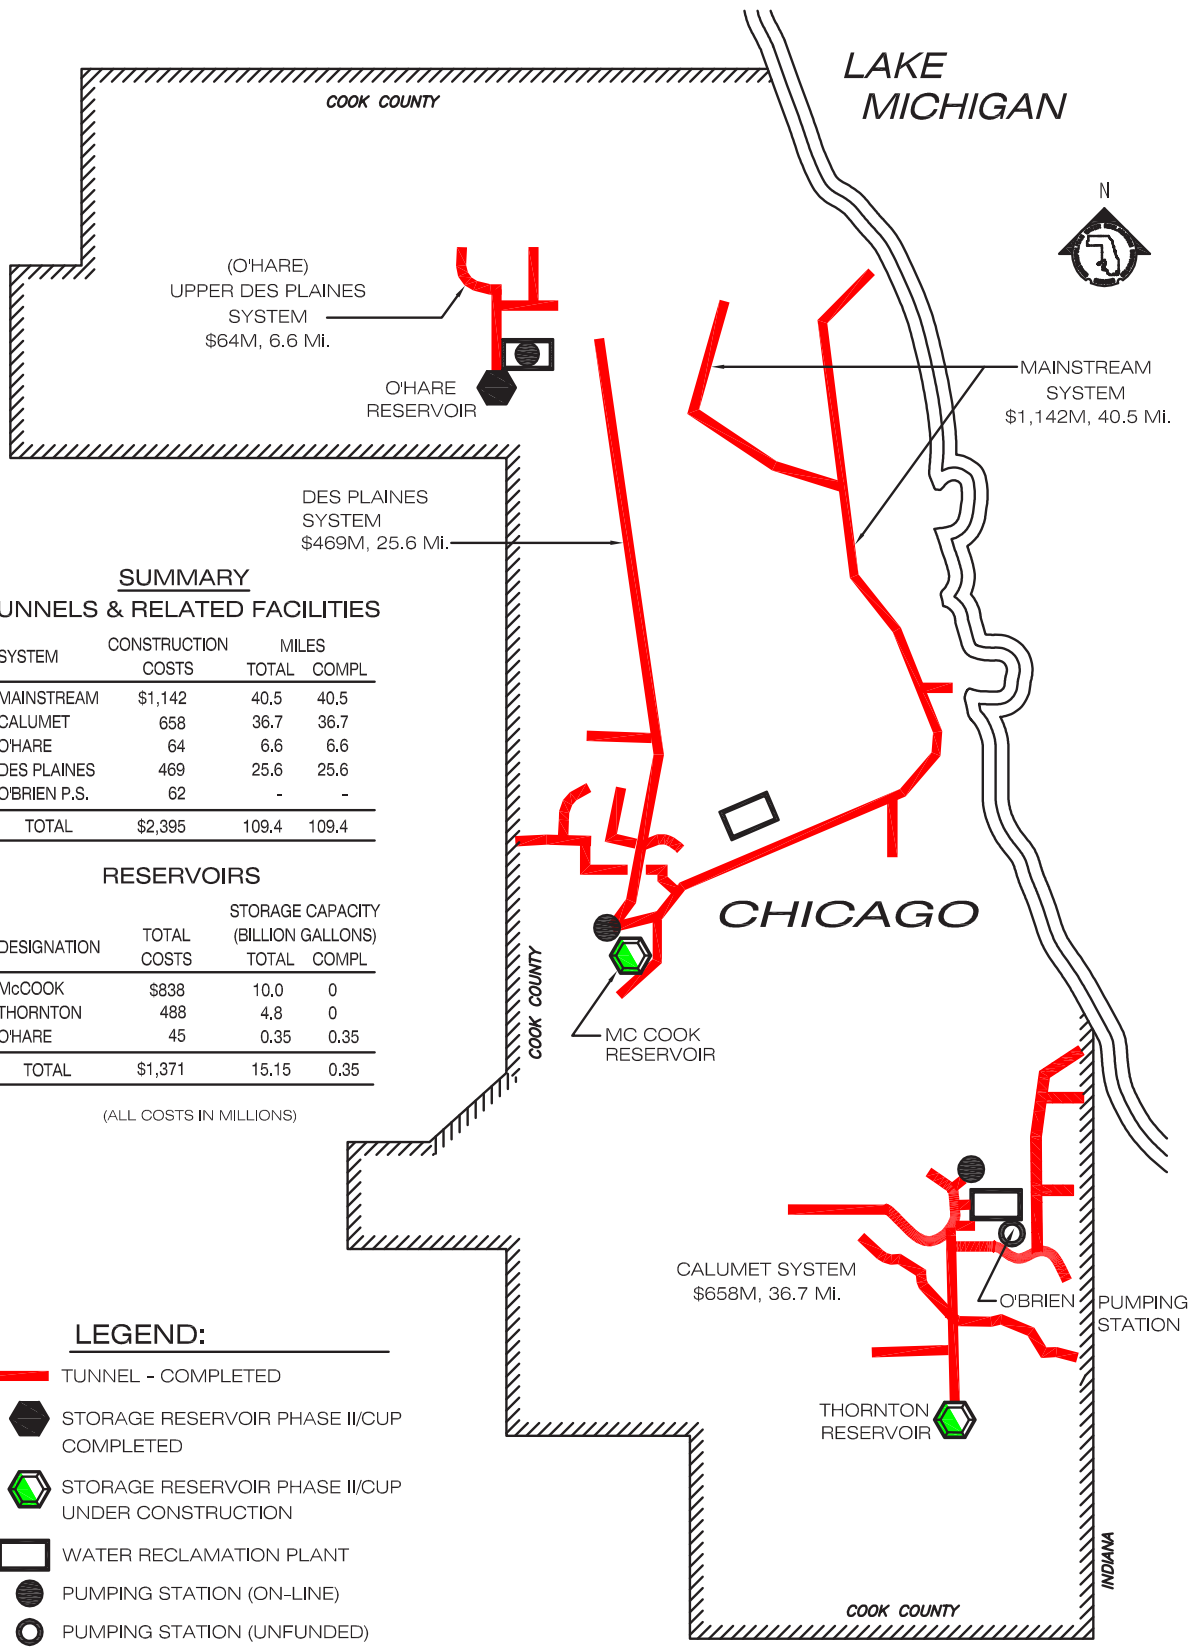 LAKE
MICHIGAN
COOK COUNTY
N
(O'HARE)
UPPER DES PLAINES
SYSTEM
$64M, 6.6 Mi.
O'HARE
RESERVOIR
MAINSTREAM
SYSTEM
$1,142M, 40.5 Mi.
DES PLAINES
SYSTEM
$469M, 25.6 Mi.
SUMMARY
UNNELS & RELATED FACILITIES
SYSTEM CONSTRUCTION COSTS MILES
TOTAL COMPL
MAINSTREAM $1,142 40.5 40.5
CALUMET 658 36.7 36.7
O'HARE 64 6.6 6.6
DES PLAINES 469 25.6 25.6
O'BRIEN P.S. 62 - -
TOTAL $2,395 109.4 109.4
RESERVOIRS
DESIGNATION TOTAL COSTS STORAGE CAPACITY
(BILLION GALLONS)
TOTAL COMPL
McCOOK $838 10.0 0
THORNTON 488 4.8 0
O'HARE 45 0.35 0.35
TOTAL $1,371 15.15 0.35
(ALL COSTS IN MILLIONS)
CHICAGO
COOK COUNTY
MC COOK
RESERVOIR
CALUMET SYSTEM
$658M, 36.7 Mi.
O'BRIEN PUMPING
STATION
THORNTON
RESERVOIR
INDIANA
COOK COUNTY
LEGEND:
TUNNEL - COMPLETED
STORAGE RESERVOIR PHASE II/CUP
COMPLETED
STORAGE RESERVOIR PHASE II/CUP
UNDER CONSTRUCTION
WATER RECLAMATION PLANT
PUMPING STATION (ON-LINE)
PUMPING STATION (UNFUNDED)